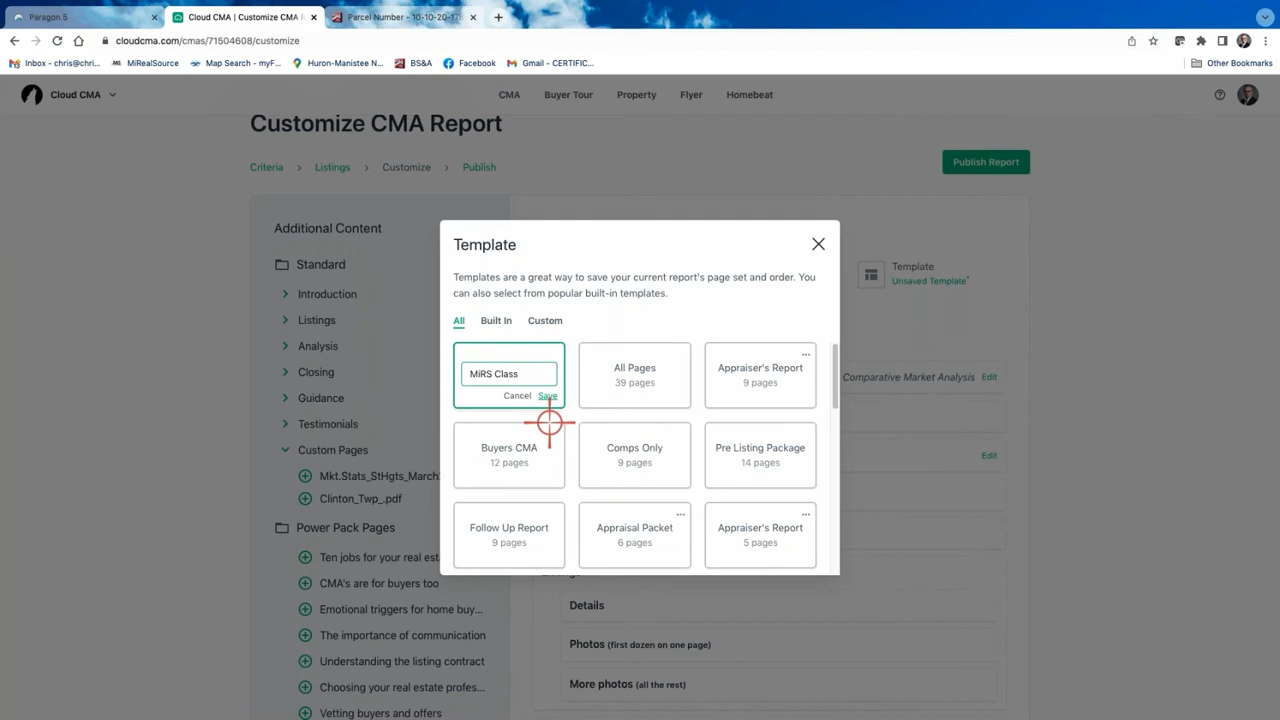 Paragon 5
Cloud CMA | Customize CMA R
Parcel Number - 10-10-20-178
cloudcma.com/cmas/71504608/customize
Inbox - chris@chri...
MiRealSource
Map Search - myF...
Huron-Manistee N...
BS&A
Facebook
Gmail - CERTIFIC...
Other Bookmarks
Cloud CMA
CMA
Buyer Tour
Property
Flyer
Homebeat
Customize CMA Report
Criteria > Listings > Customize > Publish
Publish Report
Additional Content
Standard
Introduction
Listings
Analysis
Closing
Guidance
Testimonials
Custom Pages
Mkt.Stats_StHgts_March
Clinton_Twp_.pdf
Power Pack Pages
Ten jobs for your real est
CMA's are for buyers too
Emotional triggers for home buy...
The importance of communication
Understanding the listing contract
Choosing your real estate profes...
Vetting buyers and offers
Template
Templates are a great way to save your current report's page set and order. You
can also select from popular built-in templates.
All
Built In
Custom
MiRS Class
Cancel
Save
All Pages
39 pages
Appraiser's Report
9 pages
Buyers CMA
12 pages
Comps Only
9 pages
Pre Listing Package
14 pages
Follow Up Report
9 pages
Appraisal Packet
6 pages
Appraiser's Report
5 pages
Template
Unsaved Template*
Comparative Market Analysis
Edit
Edit
Details
Photos (first dozen on one page)
More photos (all the rest)